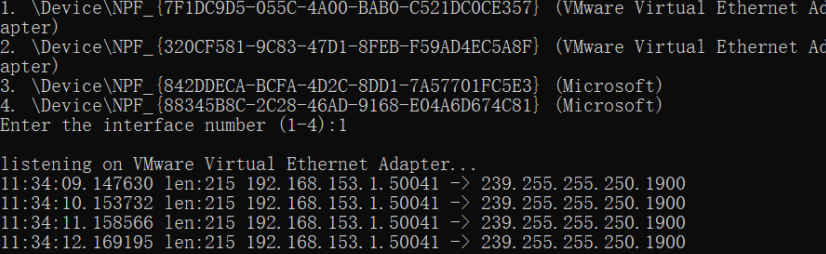 1. \Device\NPF_{7F1DC9D5-055C-4A00-BAB0-C521DC0CE357} (VMware Virtual Ethernet Ad
apter)
2. \Device\NPF_{320CF581-9C83-47D1-8FEB-F59AD4EC5A8F} (VMware Virtual Ethernet Ad
apter)
3. \Device\NPF_{842DDECA-BCFA-4D2C-8DD1-7A57701FC5E3} (Microsoft)
4. \Device\NPF_{88345B8C-2C28-46AD-9168-E04A6D674C81} (Microsoft)
Enter the interface number (1-4):1
listening on VMware Virtual Ethernet Adapter...
11:34:09.147630 len:215 192.168.153.1.50041 -> 239.255.255.250.1900
11:34:10.153732 len:215 192.168.153.1.50041 -> 239.255.255.250.1900
11:34:11.158566 len:215 192.168.153.1.50041 -> 239.255.255.250.1900
11:34:12.169195 len:215 192.168.153.1.50041 -> 239.255.255.250.1900